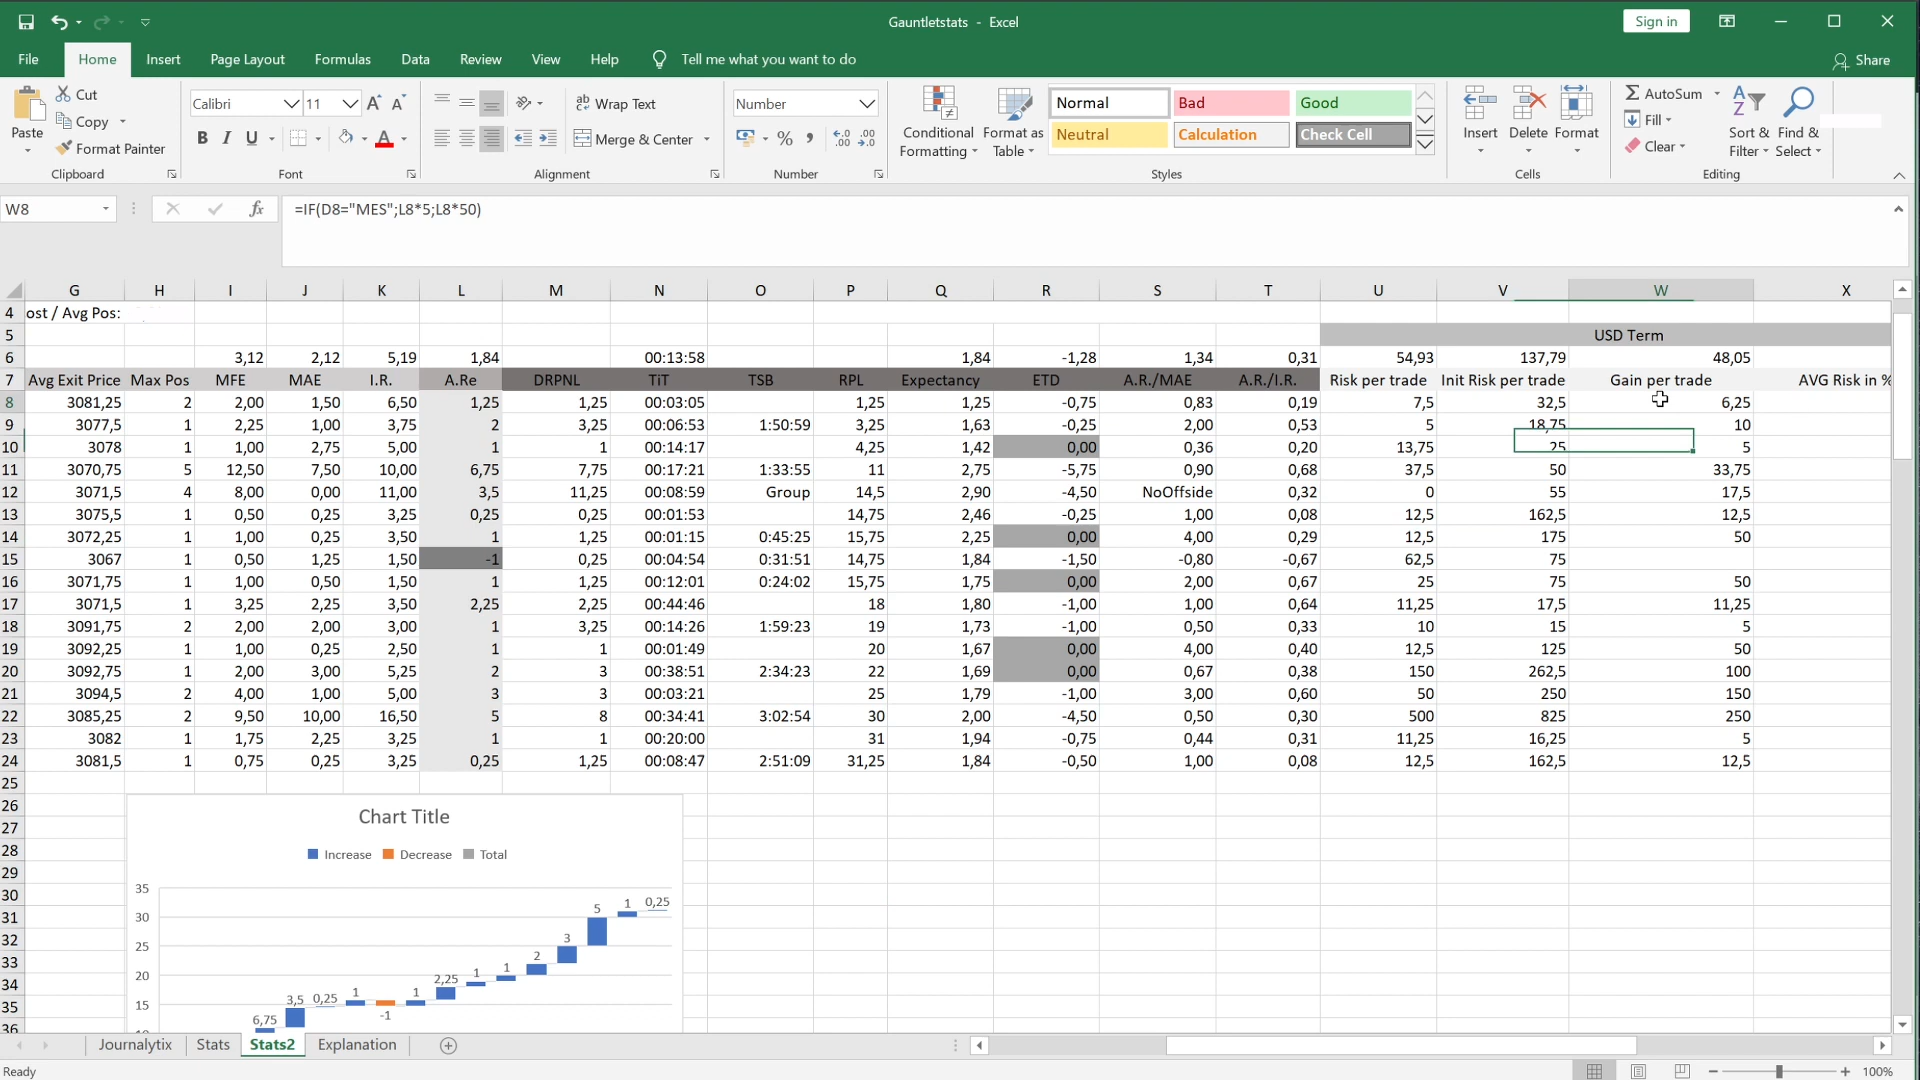 Gauntletstats - Excel
Sign in
File Home Insert Page Layout Formulas Data Review View Help Tell me what you want to do
Share
Paste
Cut
Copy
Format Painter
Clipboard
Calibri 11
B I U
Font
Wrap Text
Merge & Center
Alignment
Number
Number
Conditional Formatting
Format as Table
Normal Bad Good
Neutral Calculation Check Cell
Styles
Insert Delete Format
Cells
AutoSum
Fill
Clear
Sort & Filter
Find & Select
Editing
W8
fx
=IF(D8="MES";L8*5;L8*50)
G H I J K L M N O P Q R S T U V W X
4 ost / Avg Pos:
5 USD Term
6 3,12 2,12 5,19 1,84 00:13:58 1,84 -1,28 1,34 0,31 54,93 137,79 48,05
7 Avg Exit Price Max Pos MFE MAE I.R. A.Re DRPNL TiT TSB RPL Expectancy ETD A.R./MAE A.R./I.R. Risk per trade Init Risk per trade Gain per trade AVG Risk in %
8 3081,25 2 2,00 1,50 6,50 1,25 1,25 00:03:05 1,25 1,25 -0,75 0,83 0,19 7,5 32,5 6,25
9 3077,5 1 2,25 1,00 3,75 2 3,25 00:06:53 1:50:59 3,25 1,63 -0,25 2,00 0,53 5 18,75 10
10 3078 1 1,00 2,75 5,00 1 1 00:14:17 4,25 1,42 0,00 0,36 0,20 13,75 25 5
11 3070,75 5 12,50 7,50 10,00 6,75 7,75 00:17:21 1:33:55 11 2,75 -5,75 0,90 0,68 37,5 50 33,75
12 3071,5 4 8,00 0,00 11,00 3,5 11,25 00:08:59 Group 14,5 2,90 -4,50 NoOffside 0,32 0 55 17,5
13 3075,5 1 0,50 0,25 3,25 0,25 0,25 00:01:53 14,75 2,46 -0,25 1,00 0,08 12,5 162,5 12,5
14 3072,25 1 1,00 0,25 3,50 1 1,25 00:01:15 0:45:25 15,75 2,25 0,00 4,00 0,29 12,5 175 50
15 3067 1 0,50 1,25 1,50 -1 0,25 00:04:54 0:31:51 14,75 1,84 -1,50 -0,80 -0,67 62,5 75
16 3071,75 1 1,00 0,50 1,50 1 1,25 00:12:01 0:24:02 15,75 1,75 0,00 2,00 0,67 25 75 50
17 3071,5 1 3,25 2,25 3,50 2,25 2,25 00:44:46 18 1,80 -1,00 1,00 0,64 11,25 17,5 11,25
18 3091,75 2 2,00 2,00 3,00 1 3,25 00:14:26 1:59:23 19 1,73 -1,00 0,50 0,33 10 15 5
19 3092,25 1 1,00 0,25 2,50 1 1 00:01:49 20 1,67 0,00 4,00 0,40 12,5 125 50
20 3092,75 1 2,00 3,00 5,25 2 3 00:38:51 2:34:23 22 1,69 0,00 0,67 0,38 150 262,5 100
21 3094,5 2 4,00 1,00 5,00 3 3 00:03:21 25 1,79 -1,00 3,00 0,60 50 250 150
22 3085,25 2 9,50 10,00 16,50 5 8 00:34:41 3:02:54 30 2,00 -4,50 0,50 0,30 500 825 250
23 3082 1 1,75 2,25 3,25 1 1 00:20:00 31 1,94 -0,75 0,44 0,31 11,25 16,25 5
24 3081,5 1 0,75 0,25 3,25 0,25 1,25 00:08:47 2:51:09 31,25 1,84 -0,50 1,00 0,08 12,5 162,5 12,5
25
26
27
28
29
30
31
32
33
34
35
36
Chart Title
Increase Decrease Total
35
30
25
20
15
6,75 3,5 0,25 1 -1 1 2,25 1 1 2 3 5 1 0,25
Journalytix Stats Stats2 Explanation
Ready
100%